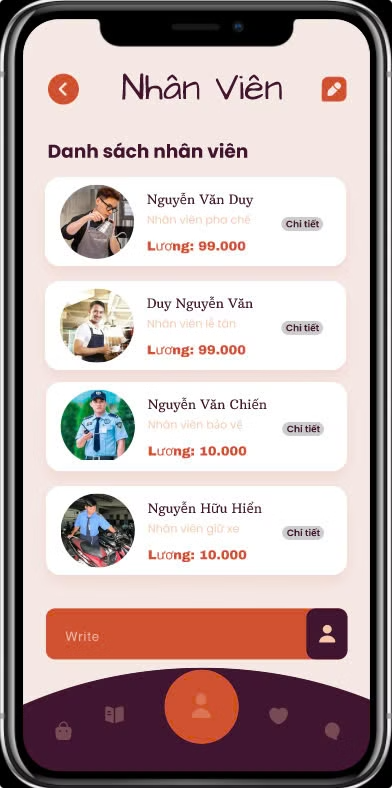 Nhân Viên
Danh sách nhân viên
Nguyễn Văn Duy
Nhân viên pha chế
Chi tiết
Lương: 99.000
Duy Nguyễn Văn
Nhân viên lễ tân
Chi tiết
Lương: 99.000
Nguyễn Văn Chiến
Nhân viên bảo vệ
Chi tiết
Lương: 10.000
Nguyễn Hữu Hiển
Nhân viên giữ xe
Chi tiết
Lương: 10.000
Write